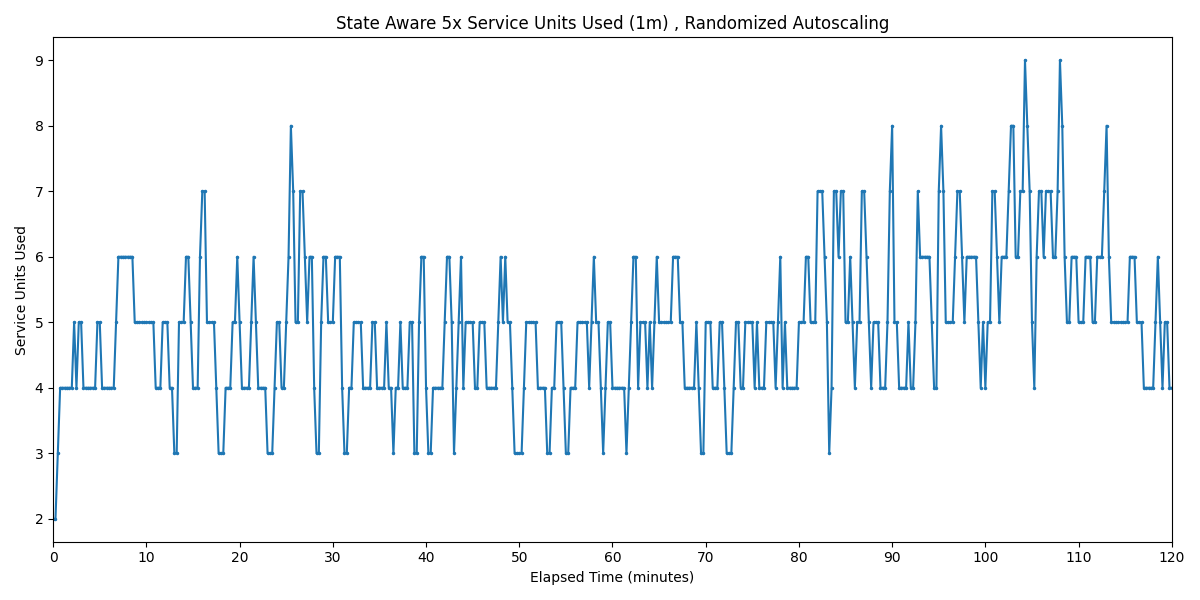 State Aware 5x Service Units Used (1m) , Randomized Autoscaling
Service Units Used
9
8
7
6
5
4
3
2
0 10 20 30 40 50 60 70 80 90 100 110 120
Elapsed Time (minutes)